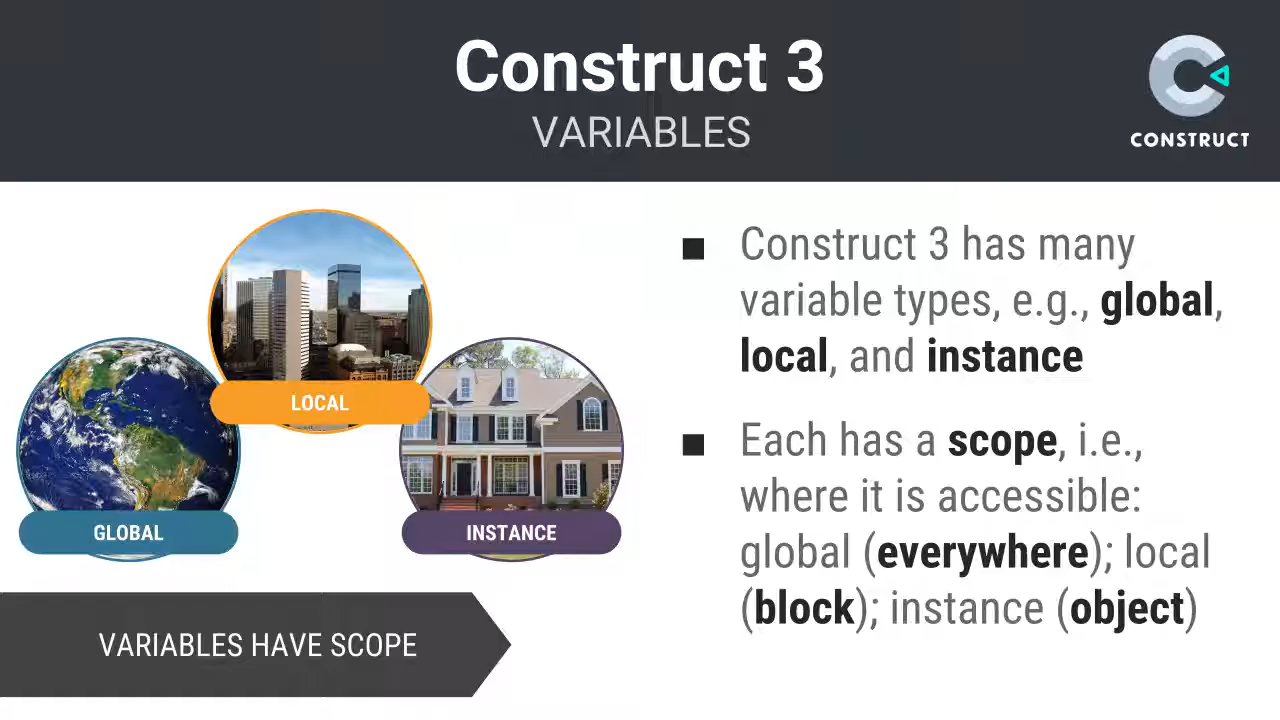 Construct 3
VARIABLES
CONSTRUCT
LOCAL
GLOBAL
INSTANCE
VARIABLES HAVE SCOPE
■ Construct 3 has many
variable types, e.g., global,
local, and instance
■ Each has a scope, i.e.,
where it is accessible:
global (everywhere); local
(block); instance (object)